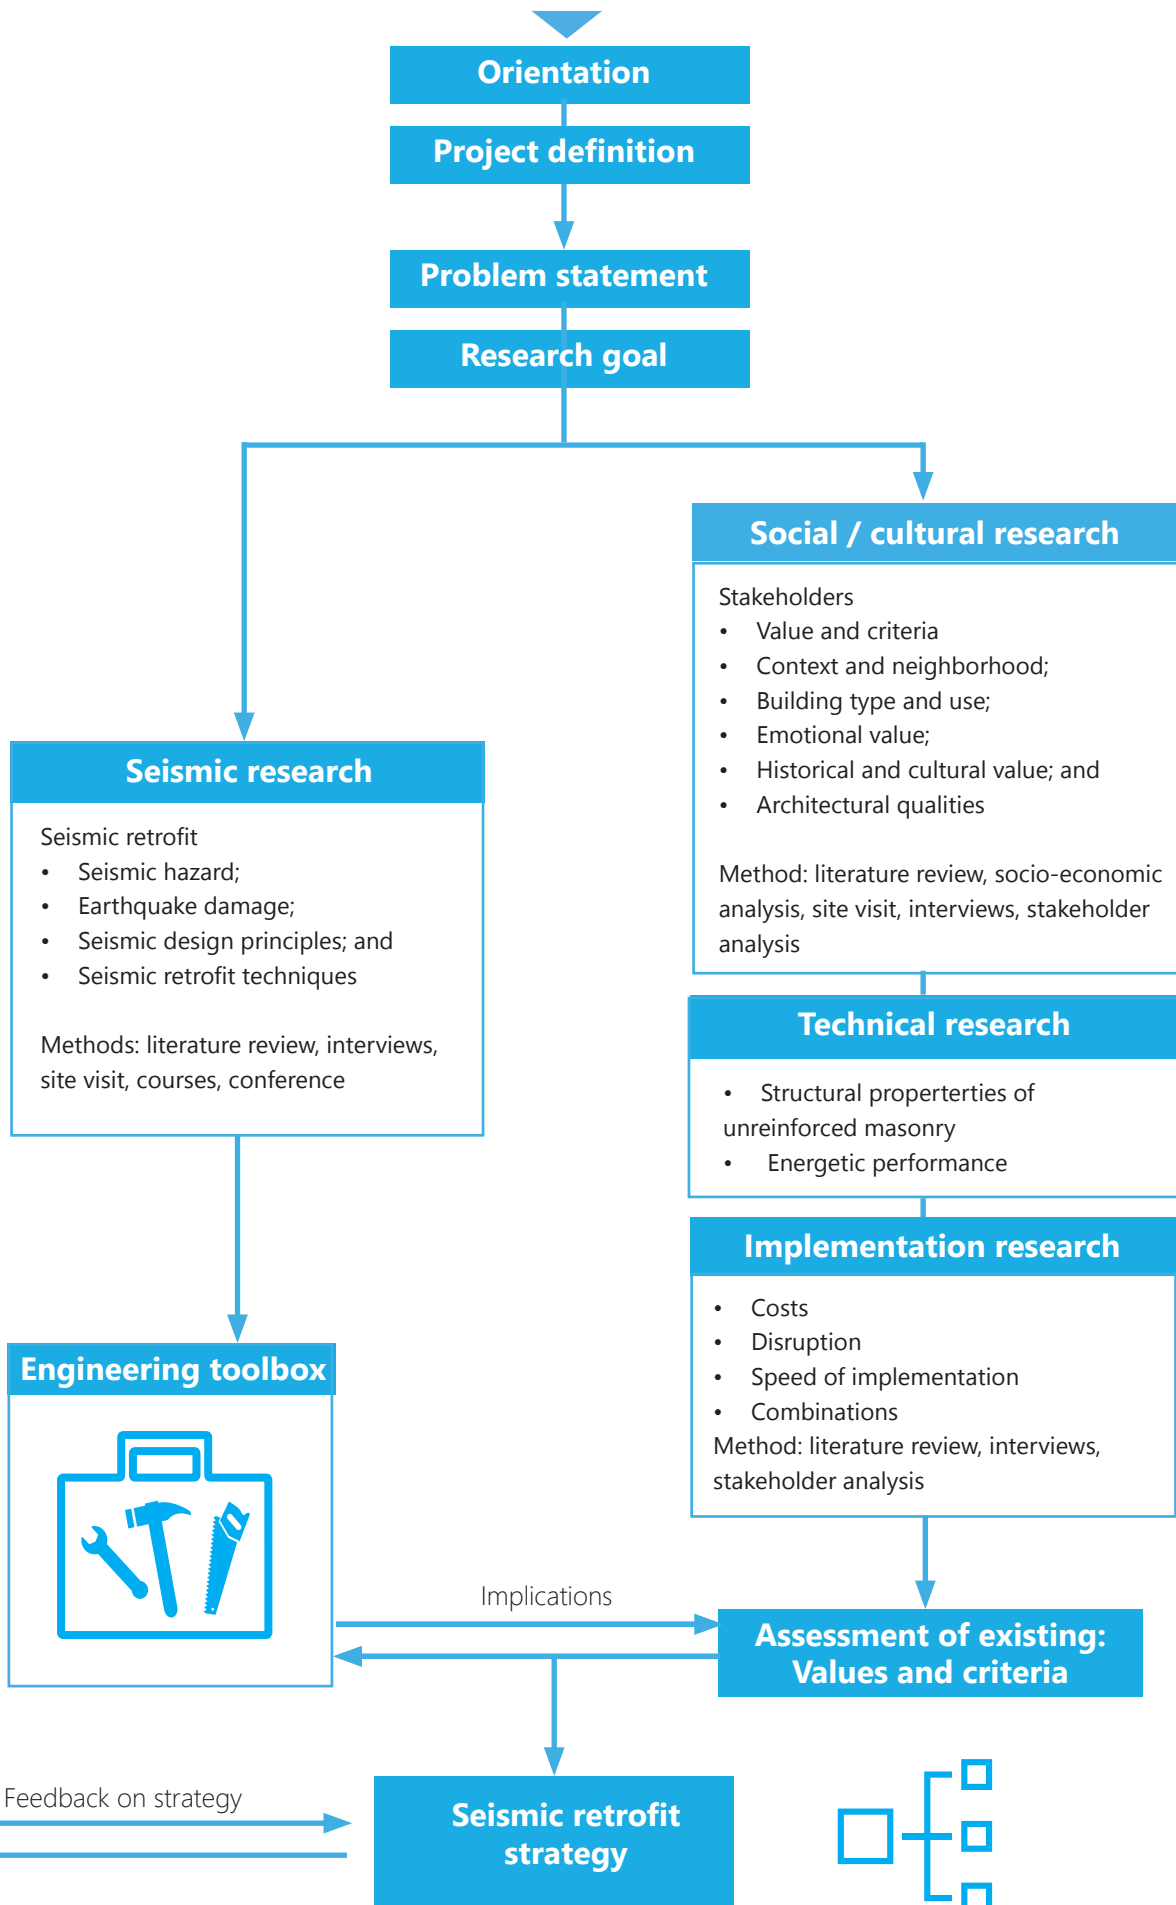 Orientation
Project definition
Problem statement
Research goal
Social / cultural research
Stakeholders
• Value and criteria
• Context and neighborhood;
• Building type and use;
• Emotional value;
• Historical and cultural value; and
• Architectural qualities
Method: literature review, socio-economic
analysis, site visit, interviews, stakeholder
analysis
Seismic research
Seismic retrofit
• Seismic hazard;
• Earthquake damage;
• Seismic design principles; and
• Seismic retrofit techniques
Methods: literature review, interviews,
site visit, courses, conference
Technical research
• Structural properterties of
unreinforced masonry
• Energetic performance
Implementation research
• Costs
• Disruption
• Speed of implementation
• Combinations
Method: literature review, interviews,
stakeholder analysis
Engineering toolbox
Implications
Assessment of existing:
Values and criteria
Feedback on strategy
Seismic retrofit
strategy